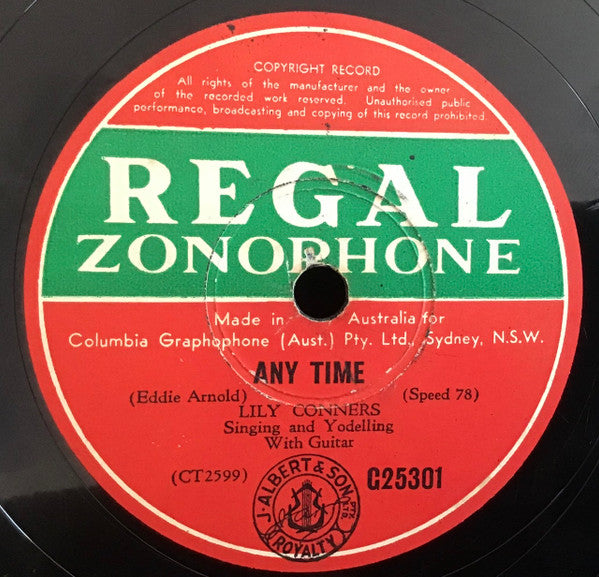 COPYRIGHT RECORD
All rights of the manufacturer and the owner
of the recorded work reserved. Unauthorised public
performance, broadcasting and copying of this record prohibited.
REGAL
ZONOPHONE
Made in Australia for
Columbia Graphophone (Aust.) Pty. Ltd., Sydney, N.S.W.
ANY TIME
(Eddie Arnold) (Speed 78)
LILY CONNERS
Singing and Yodelling
With Guitar
(CT2599) G25301
J. ALBERT & SON PTY. LTD.
ROYALTY